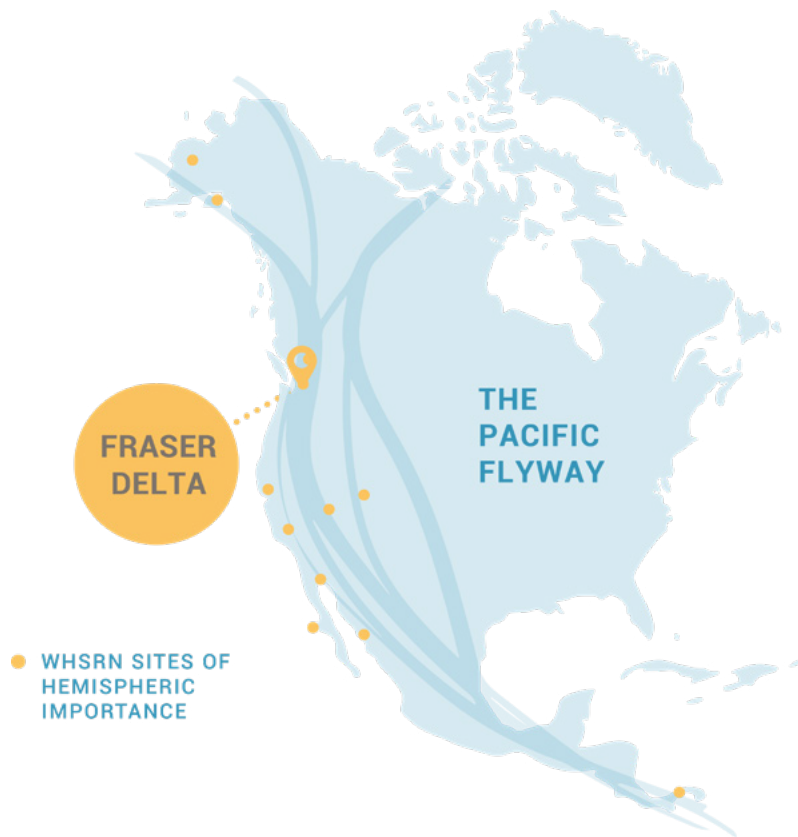 THE
PACIFIC
FLYWAY
FRASER
DELTA
WHSRN SITES OF
HEMISPHERIC
IMPORTANCE